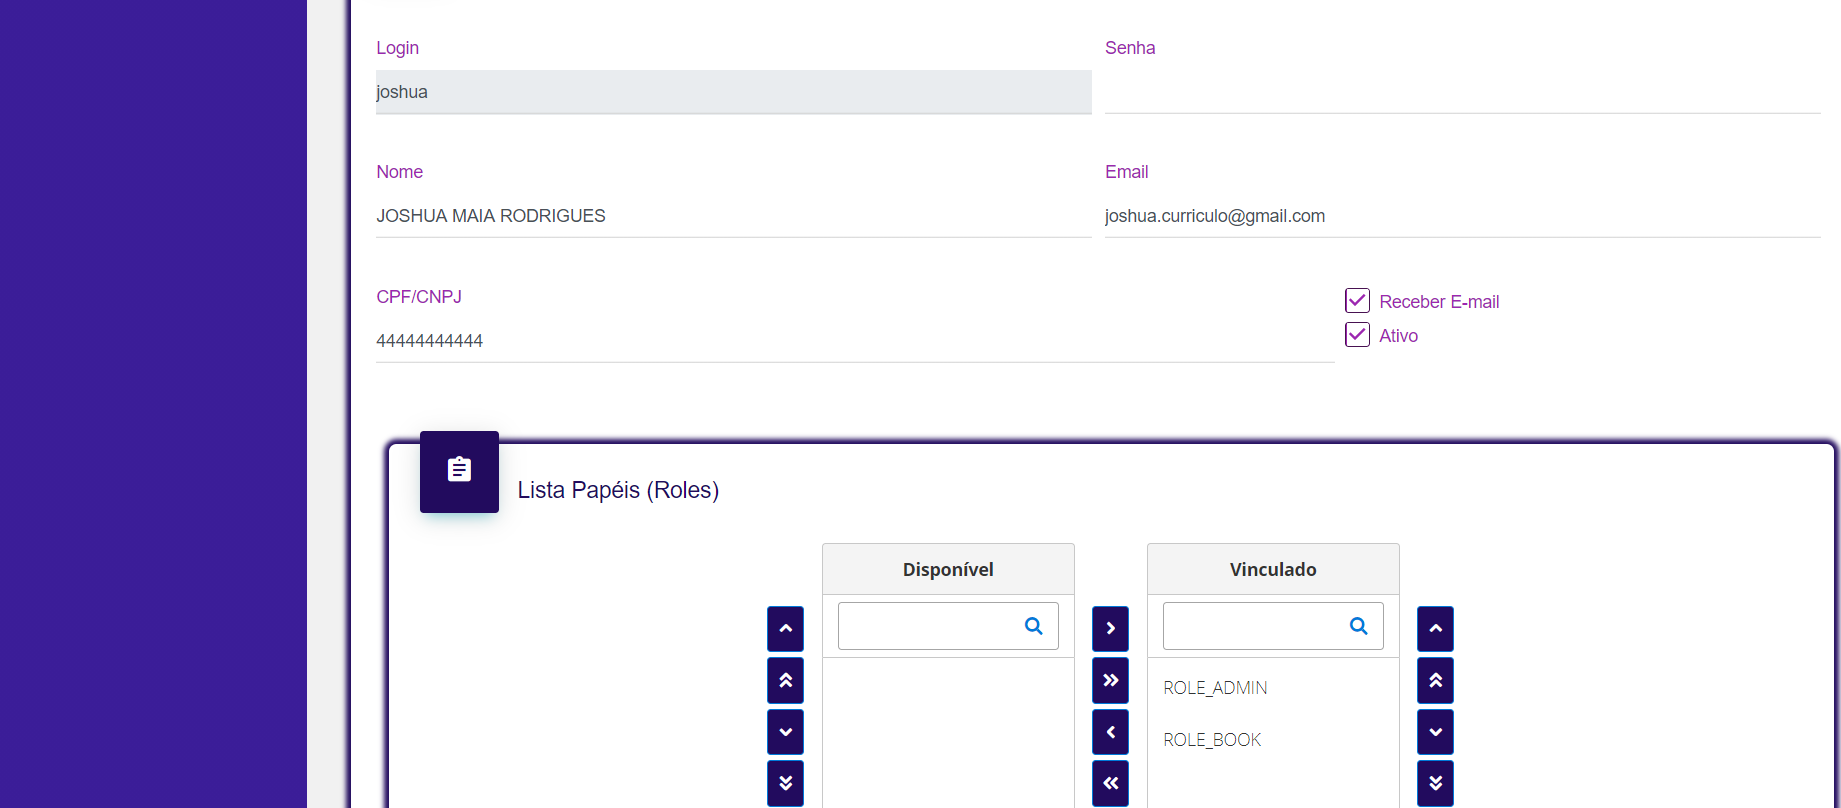 Login
Senha
joshua
Nome
Email
JOSHUA MAIA RODRIGUES
joshua.curriculo@gmail.com
CPF/CNPJ
Receber E-mail
44444444444
Ativo
Lista Papéis (Roles)
Disponível
Vinculado
ROLE_ADMIN
ROLE_BOOK